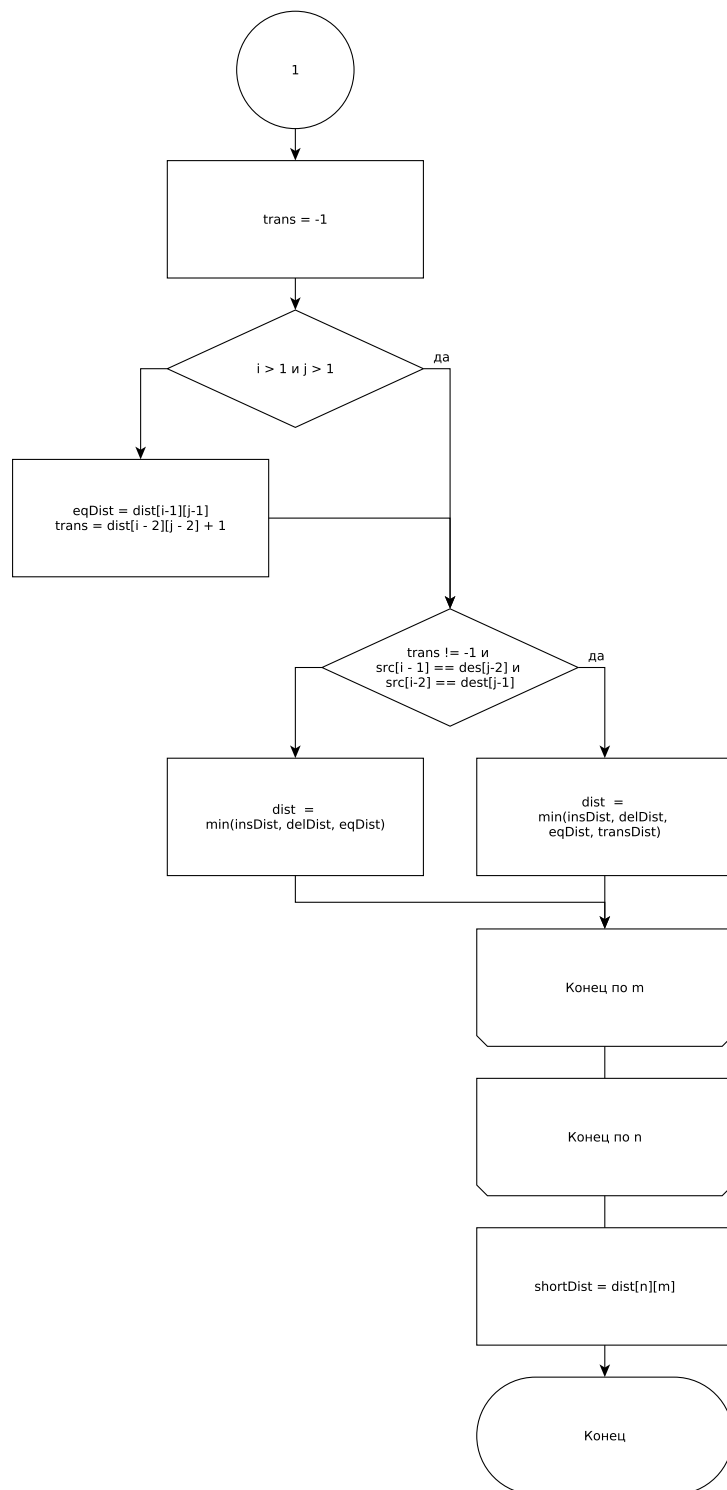 1
trans = -1
i > 1 и j > 1
да
eqDist = dist[i-1][j-1]
trans = dist[i - 2][j - 2] + 1
trans != -1 и
src[i - 1] == des[j-2] и
src[i-2] == dest[j-1]
да
dist  =
min(insDist, delDist, eqDist)
dist  =
min(insDist, delDist,
eqDist, transDist)
Конец по m
Конец по n
shortDist = dist[n][m]
Конец